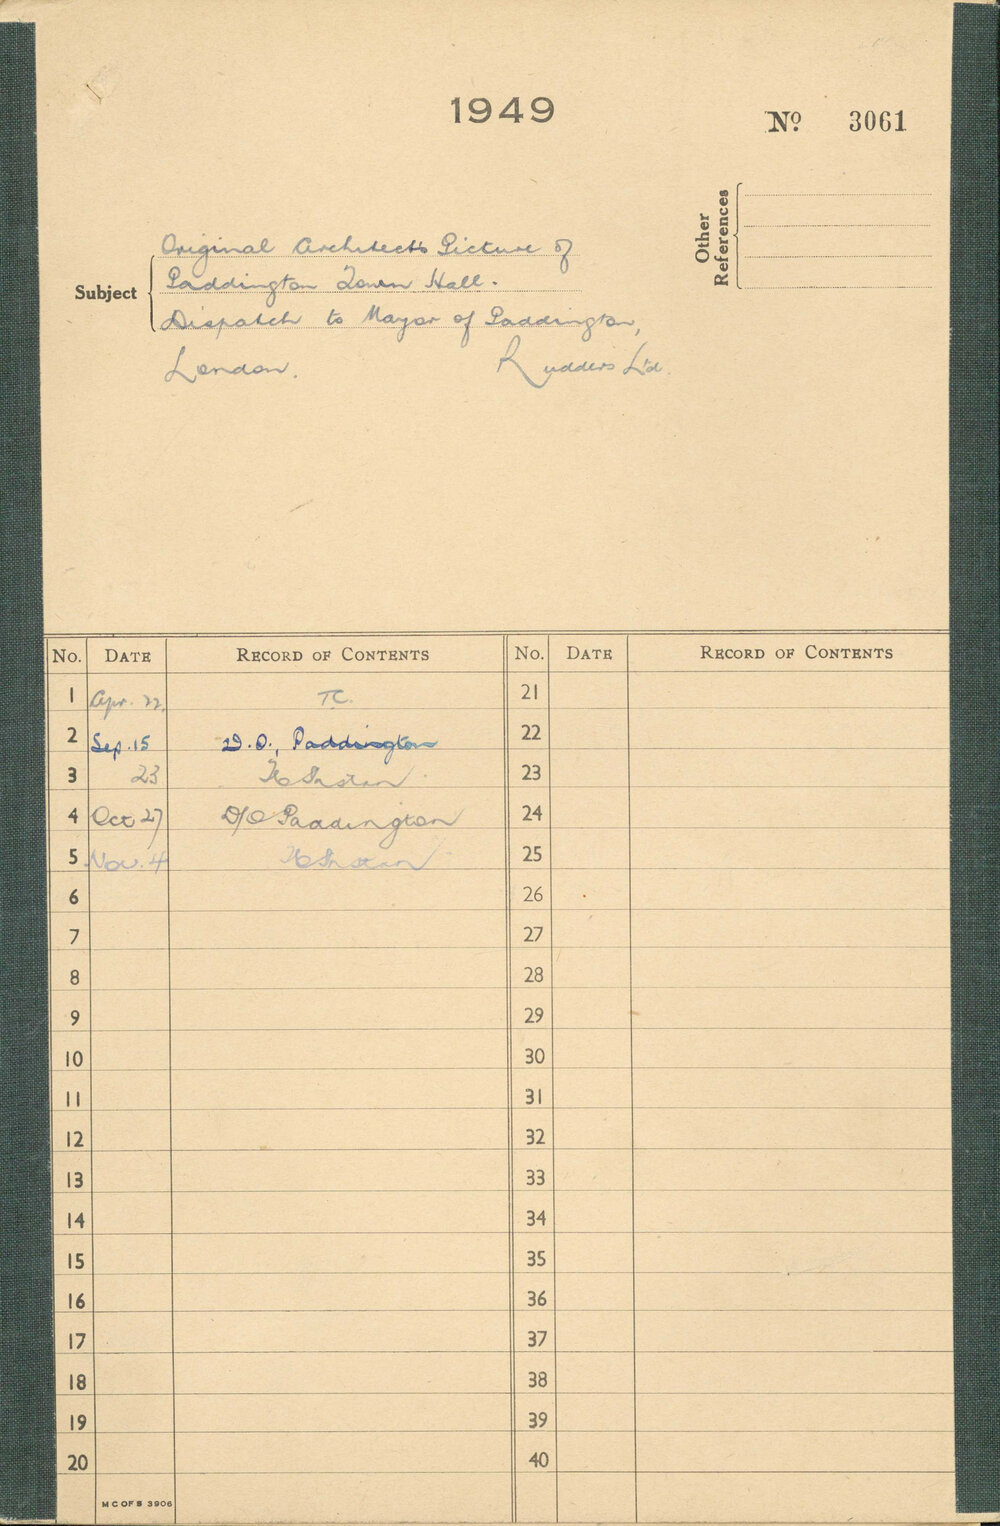 1949
No. 3061
Other References
Subject
Original Architects Picture of
Paddington Town Hall.
Dispatch to Mayor of Paddington,
London. Rudders Ltd.
No. Date Record of Contents No. Date Record of Contents
1 Apr. 22. T.C. 21
2 Sep. 15 D.O., Paddington 22
3 23 23
4 Oct 27 D/O Paddington 24
5 Nov. 4 25
6 26
7 27
8 28
9 29
10 30
11 31
12 32
13 33
14 34
15 35
16 36
17 37
18 38
19 39
20 40
M C OF S 3906